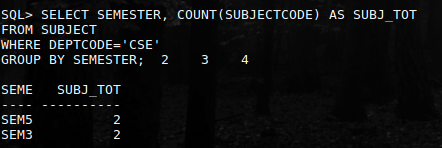 SQL> SELECT SEMESTER, COUNT(SUBJECTCODE) AS SUBJ_TOT
FROM SUBJECT
WHERE DEPTCODE='CSE'
GROUP BY SEMESTER;  2    3    4
SEME   SUBJ_TOT
---- ----------
SEM5          2
SEM3          2